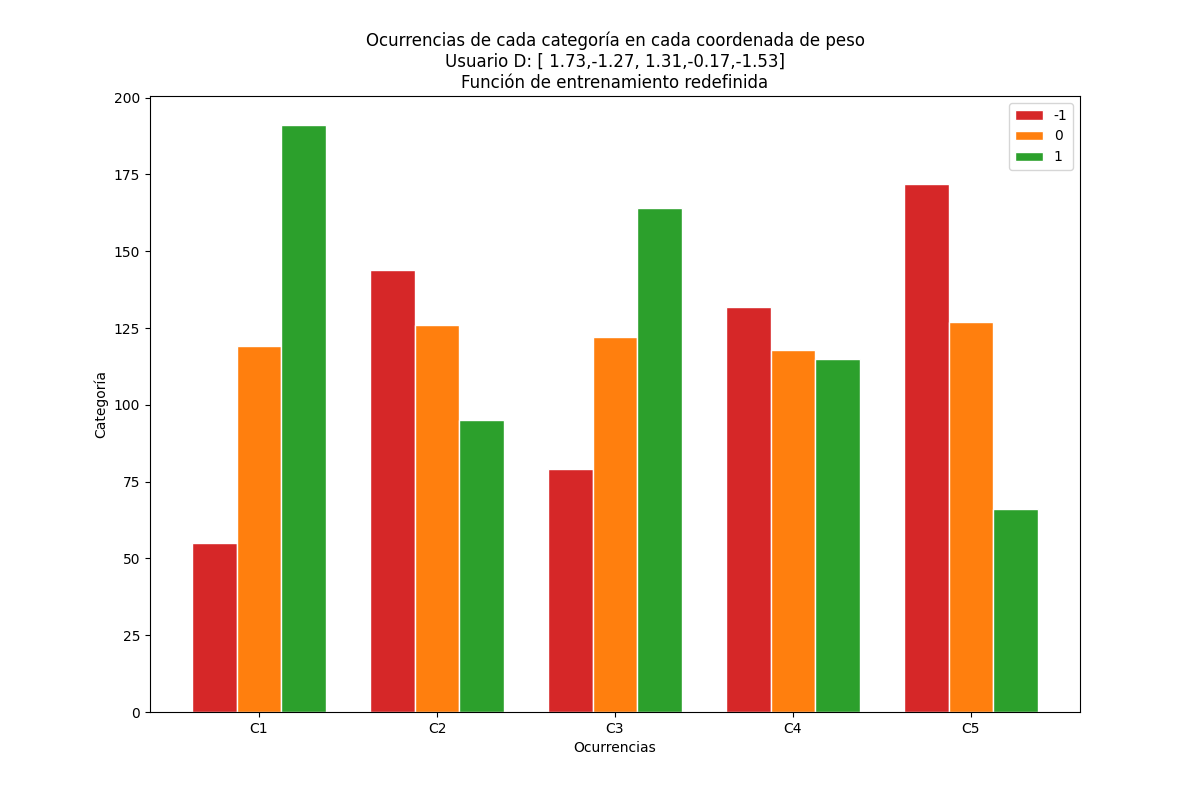 Ocurrencias de cada categoría en cada coordenada de peso
Usuario D: [ 1.73,-1.27, 1.31,-0.17,-1.53]
Función de entrenamiento redefinida
-1
0
1
200
175
150
125
100
75
50
25
0
Categoría
C1
C2
C3
C4
C5
Ocurrencias